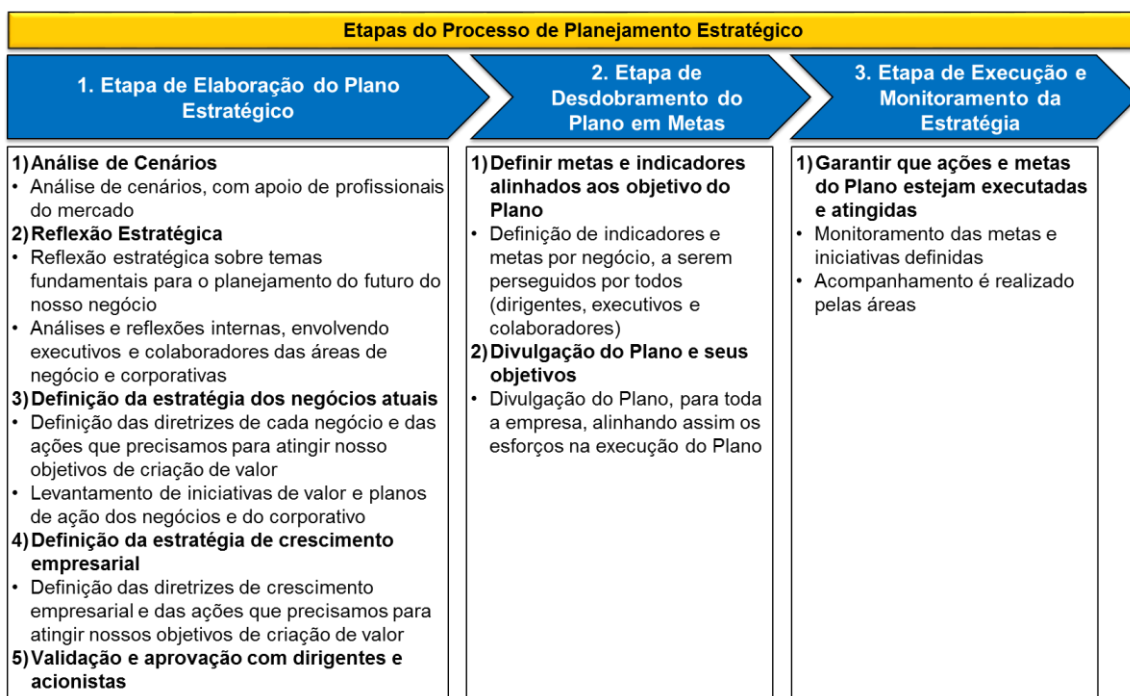 Etapas do Processo de Planejamento Estratégico
1. Etapa de Elaboração do Plano
Estratégico
2. Etapa de
Desdobramento do
Plano em Metas
3. Etapa de Execução e
Monitoramento da
Estratégia
1) Análise de Cenários
• Análise de cenários, com apoio de profissionais
do mercado
2) Reflexão Estratégica
• Reflexão estratégica sobre temas
fundamentais para o planejamento do futuro do
nosso negócio
• Análises e reflexões internas, envolvendo
executivos e colaboradores das áreas de
negócio e corporativas
3) Definição da estratégia dos negócios atuais
• Definição das diretrizes de cada negócio e das
ações que precisamos para atingir nosso
objetivos de criação de valor
• Levantamento de iniciativas de valor e planos
de ação dos negócios e do corporativo
4) Definição da estratégia de crescimento
empresarial
• Definição das diretrizes de crescimento
empresarial e das ações que precisamos para
atingir nossos objetivos de criação de valor
5) Validação e aprovação com dirigentes e
acionistas
1) Definir metas e indicadores
alinhados aos objetivo do
Plano
• Definição de indicadores e
metas por negócio, a serem
perseguidos por todos
(dirigentes, executivos e
colaboradores)
2) Divulgação do Plano e seus
objetivos
• Divulgação do Plano, para toda
a empresa, alinhando assim os
esforços na execução do Plano
1) Garantir que ações e metas
do Plano estejam executadas
e atingidas
• Monitoramento das metas e
iniciativas definidas
• Acompanhamento é realizado
pelas áreas